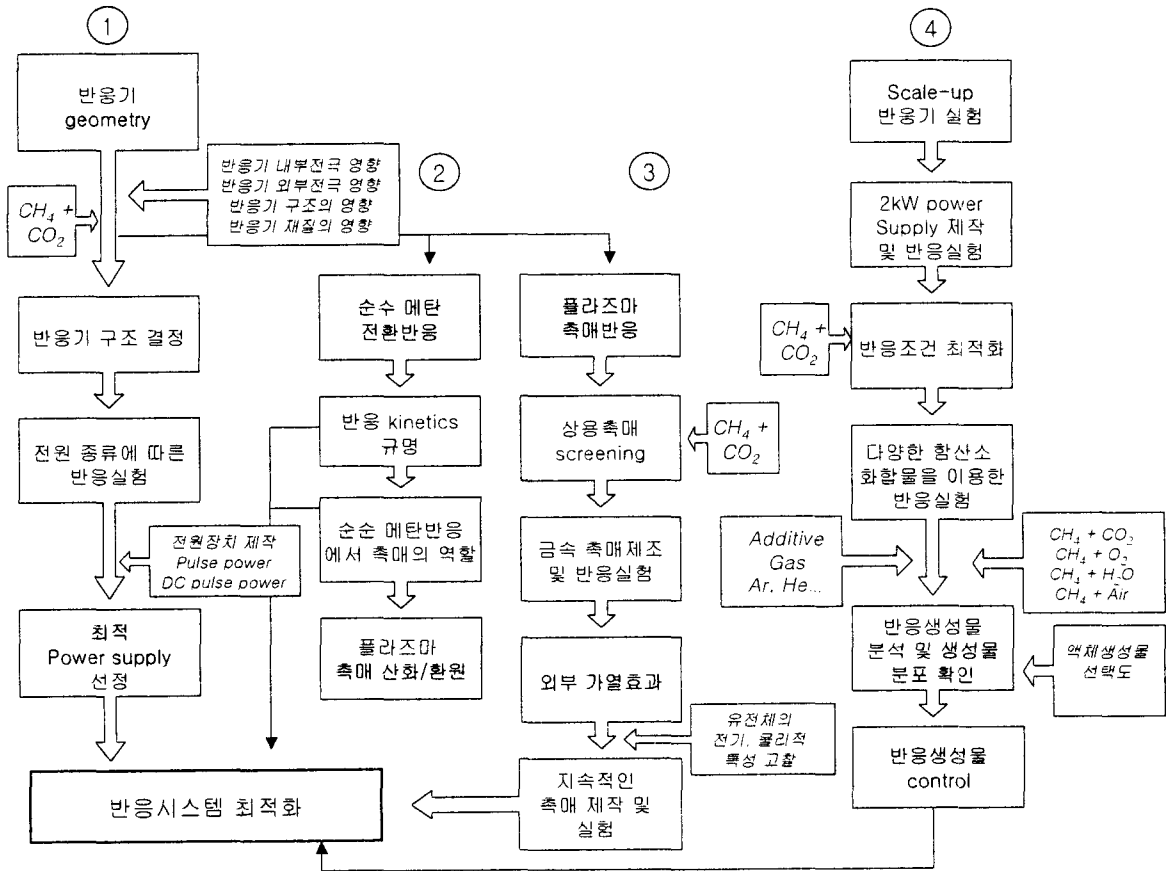 ①
반응기
geometry
CH₄ +
CO₂
반응기 내부전극 영향
반응기 외부전극 영향
반응기 구조의 영향
반응기 재질의 영향
반응기 구조 결정
전원 종류에 따른
반응실험
전원장치 제작
Pulse power
DC pulse power
최적
Power supply
선정
반응시스템 최적화
②
순수 메탄
전환반응
반응 kinetics
규명
순순 메탄반응
에서 촉매의 역할
플라즈마
촉매 산화/환원
③
플라즈마
촉매반응
상용촉매
screening
CH₄ +
CO₂
금속 촉매제조
및 반응실험
외부 가열효과
유전체의
전기, 물리적
특성 고찰
지속적인
촉매 제작 및
실험
④
Scale-up
반응기 실험
2kW power
Supply 제작
및 반응실험
CH₄ +
CO₂
반응조건 최적화
다양한 함산소
화합물을 이용한
반응실험
Additive
Gas
Ar, He...
CH₄ + CO₂
CH₄ + O₂
CH₄ + H₂O
CH₄ + Air
반응생성물
분석 및 생성물
분포 확인
액체생성물
선택도
반응생성물
control